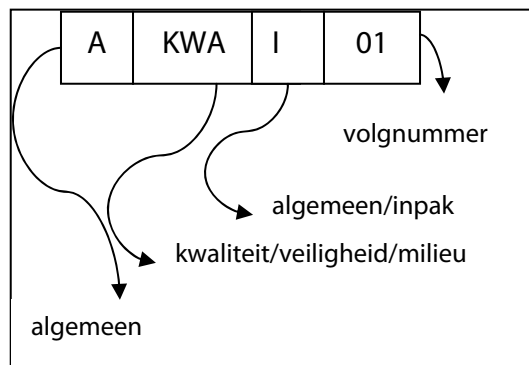 A KWA I 01
volgnummer
algemeen/inpak
kwaliteit/veiligheid/milieu
algemeen